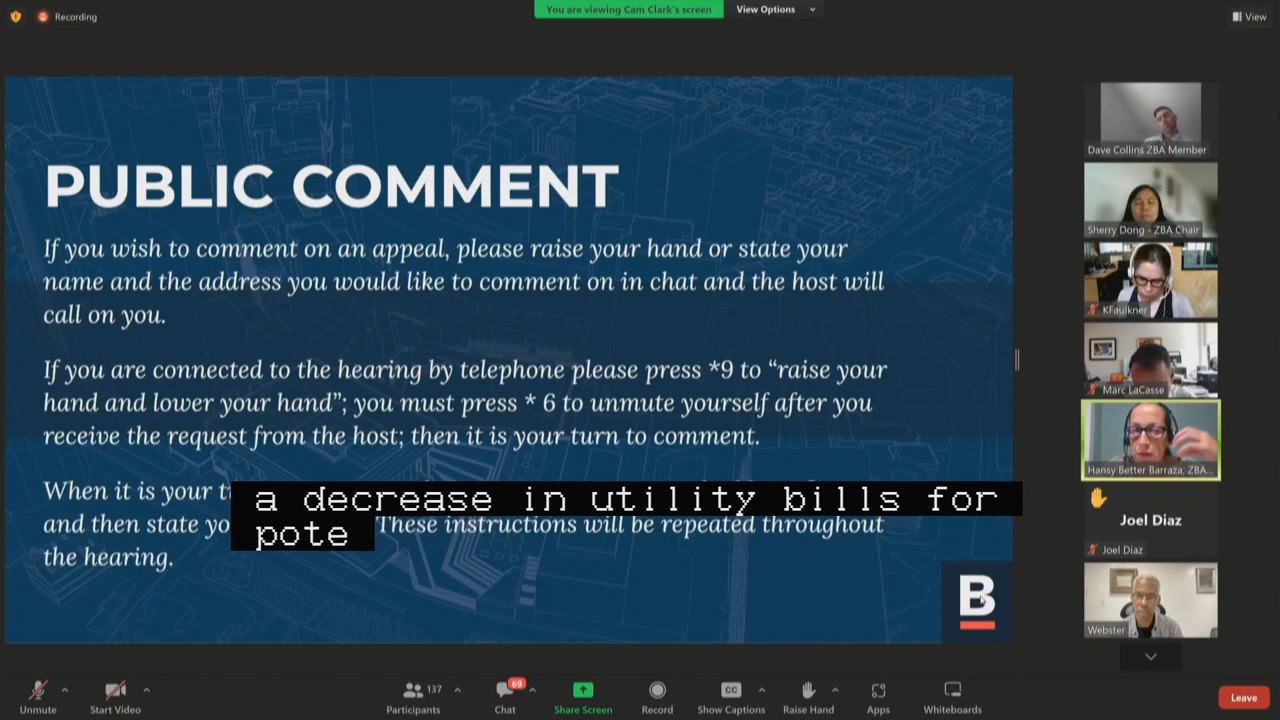 Recording
You are viewing Cam Clark's screen
View Options
View
PUBLIC COMMENT
If you wish to comment on an appeal, please raise your hand or state your
name and the address you would like to comment on in chat and the host will
call on you.
If you are connected to the hearing by telephone please press *9 to “raise your
hand and lower your hand”; you must press * 6 to unmute yourself after you
receive the request from the host; then it is your turn to comment.
When it is your
and then state These instructions will be repeated throughout
the hearing.
a decrease in utility bills for
pote
B
Dave Collins ZBA Member
Sherry Dong - ZBA Chair
KFaulkner
Marc LaCasse
Hansy Better Barraza, ZBA...
Joel Diaz
Joel Diaz
Webster
Unmute
Start Video
137
Participants
69
Chat
Share Screen
Record
CC
Show Captions
Raise Hand
Apps
Whiteboards
Leave